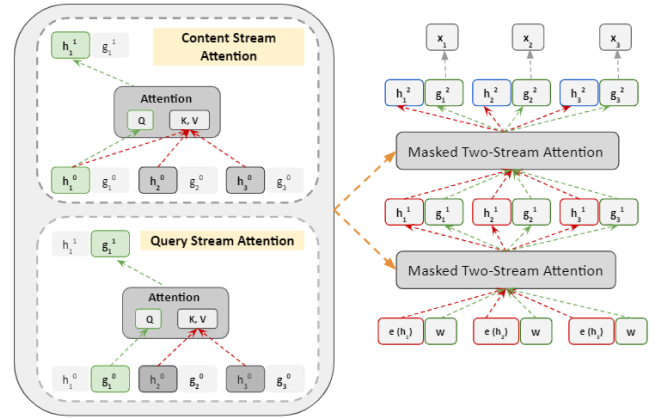 h₁¹ g₁¹ Content Stream
Attention
Attention
Q K, V
h₁⁰ g₁⁰ h₂⁰ g₂⁰ h₃⁰ g₃⁰
h₁¹ g₁¹ Query Stream Attention
Attention
Q K, V
h₁⁰ g₁⁰ h₂⁰ g₂⁰ h₃⁰ g₃⁰
x₁ x₂ x₃
h₁² g₁² h₂² g₂² h₃² g₃²
Masked Two-Stream Attention
h₁¹ g₁¹ h₂¹ g₂¹ h₃¹ g₃¹
Masked Two-Stream Attention
e (h₁) w e (h₂) w e (h₃) w